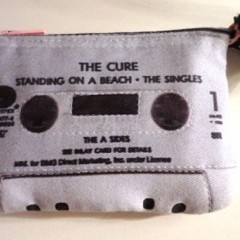 THE CURE
STANDING ON A BEACH • THE SINGLES
1
THE A SIDES
SEE INLAY CARD FOR DETAILS
Mfd. for BMG Direct Marketing, Inc. under License